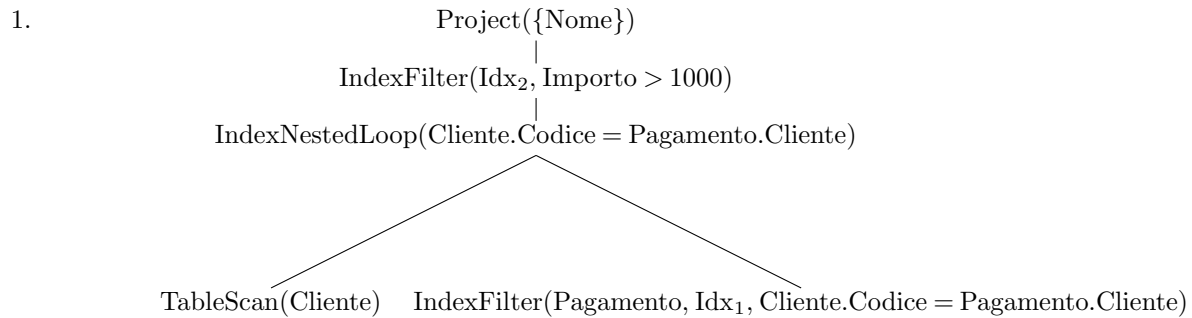 1. Project({Nome})
IndexFilter(Idx₂, Importo > 1000)
IndexNestedLoop(Cliente.Codice = Pagamento.Cliente)
TableScan(Cliente) IndexFilter(Pagamento, Idx₁, Cliente.Codice = Pagamento.Cliente)